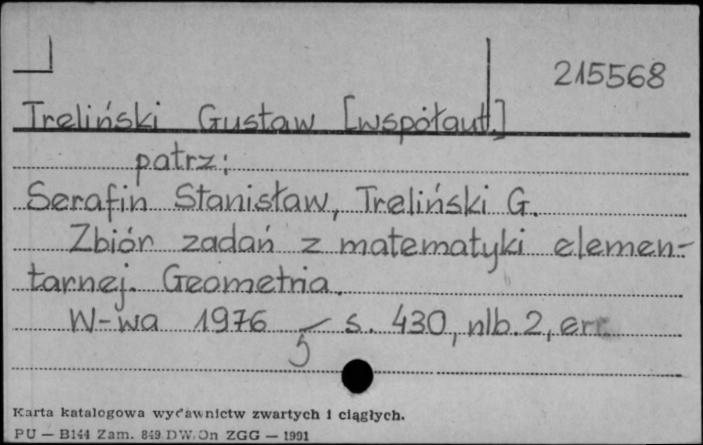 215568
Treliński Gustaw [współaut.]
patrz:
Serafin Stanisław, Treliński G.
Zbiór zadań z matematyki elemen-
tarnej. Geometria.
W-wa 1976 s. 430, nlb. 2, err.
Karta katalogowa wydawnictw zwartych i ciągłych.
PU — B144 Zam. 849 DW. On ZGG — 1991